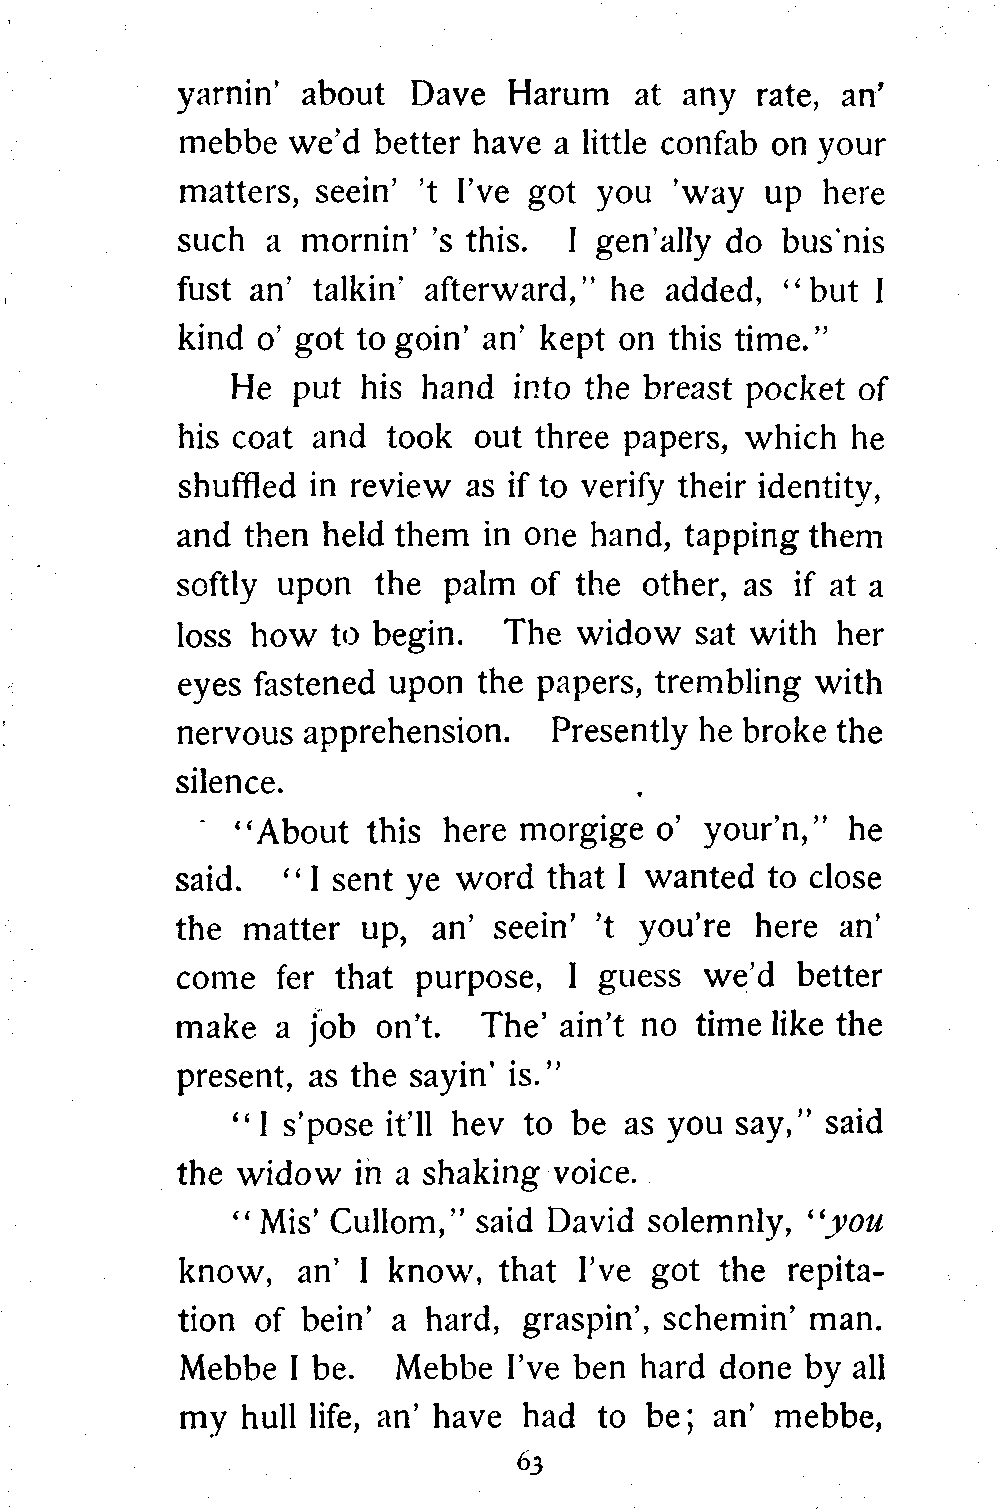 yarnin' about Dave Harum at any rate, an'
mebbe we'd better have a little confab on your
matters, seein' 't I've got you 'way up here
such a mornin' 's this. I gen'ally do bus'nis
fust an' talkin' afterward," he added, "but I
kind o' got to goin' an' kept on this time."
He put his hand into the breast pocket of
his coat and took out three papers, which he
shuffled in review as if to verify their identity,
and then held them in one hand, tapping them
softly upon the palm of the other, as if at a
loss how to begin. The widow sat with her
eyes fastened upon the papers, trembling with
nervous apprehension. Presently he broke the
silence.
"About this here morgige o' your'n," he
said. "I sent ye word that I wanted to close
the matter up, an' seein' 't you're here an'
come fer that purpose, I guess we'd better
make a job on't. The' ain't no time like the
present, as the sayin' is."
"I s'pose it'll hev to be as you say," said
the widow in a shaking voice.
"Mis' Cullom," said David solemnly, "you
know, an' I know, that I've got the repita-
tion of bein' a hard, graspin', schemin' man.
Mebbe I be. Mebbe I've ben hard done by all
my hull life, an' have had to be; an' mebbe,
63